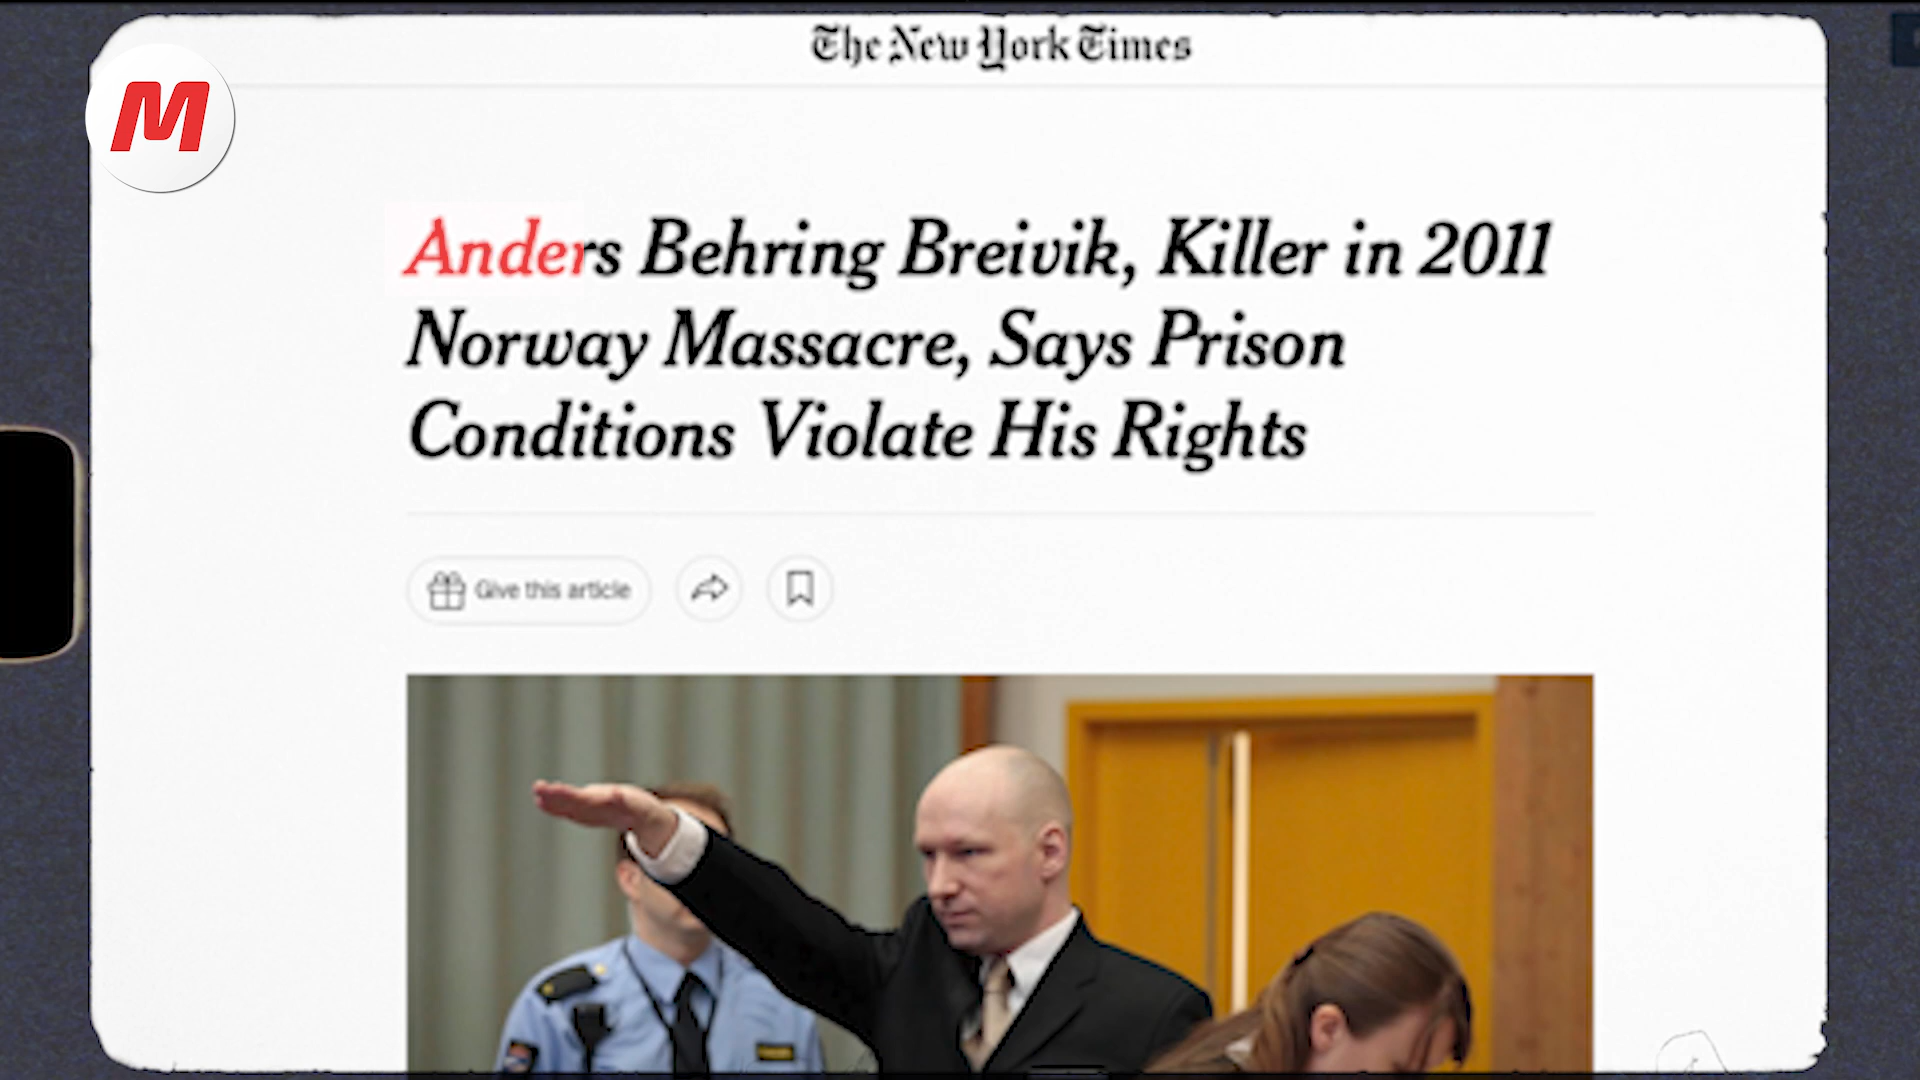 The New York Times
M
Anders Behring Breivik, Killer in 2011
Norway Massacre, Says Prison
Conditions Violate His Rights
Give this article